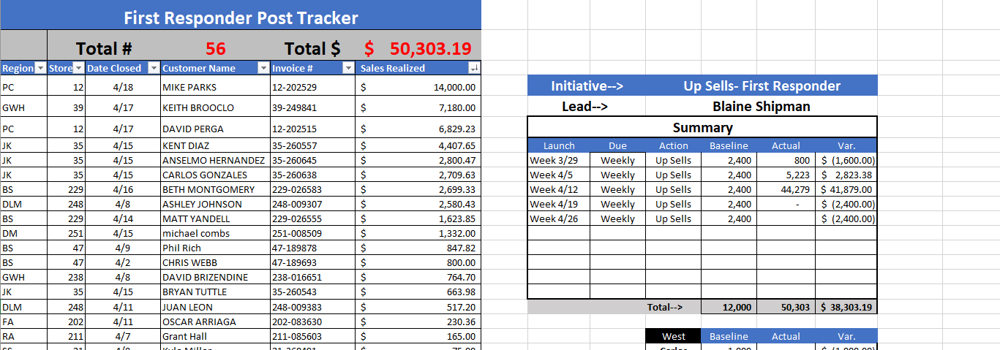 First Responder Post Tracker
Total # 56 Total $ $ 50,303.19
Region Store Date Closed Customer Name Invoice # Sales Realized
PC 12 4/18 MIKE PARKS 12-202529 $ 14,000.00
GWH 39 4/17 KEITH BROOCLO 39-249841 $ 7,180.00
PC 12 4/17 DAVID PERGA 12-202515 $ 6,829.23
JK 35 4/15 KENT DIAZ 35-260557 $ 4,407.65
JK 35 4/15 ANSELMO HERNANDEZ 35-260645 $ 2,800.47
JK 35 4/15 CARLOS GONZALES 35-260638 $ 2,709.63
BS 229 4/16 BETH MONTGOMERY 229-026583 $ 2,699.33
DLM 248 4/8 ASHLEY JOHNSON 248-009307 $ 2,580.43
BS 229 4/14 MATT YANDELL 229-026555 $ 1,623.85
DM 251 4/15 michael combs 251-008509 $ 1,332.00
BS 47 4/9 Phil Rich 47-189878 $ 847.82
BS 47 4/2 CHRIS WEBB 47-189693 $ 800.00
GWH 238 4/8 DAVID BRIZENDINE 238-016651 $ 764.70
JK 35 4/15 BRYAN TUTTLE 35-260543 $ 663.98
DLM 248 4/11 JUAN LEON 248-009383 $ 517.20
FA 202 4/11 OSCAR ARRIAGA 202-083630 $ 230.36
RA 211 4/7 Grant Hall 211-085603 $ 165.00
Initiative--> Up Sells- First Responder
Lead--> Blaine Shipman
Summary
Launch Due Action Baseline Actual Var.
Week 3/29 Weekly Up Sells 2,400 800 $ (1,600.00)
Week 4/5 Weekly Up Sells 2,400 5,223 $ 2,823.38
Week 4/12 Weekly Up Sells 2,400 44,279 $ 41,879.00
Week 4/19 Weekly Up Sells 2,400 - $ (2,400.00)
Week 4/26 Weekly Up Sells 2,400 $ (2,400.00)
Total--> 12,000 50,303 $ 38,303.19
West Baseline Actual Var.